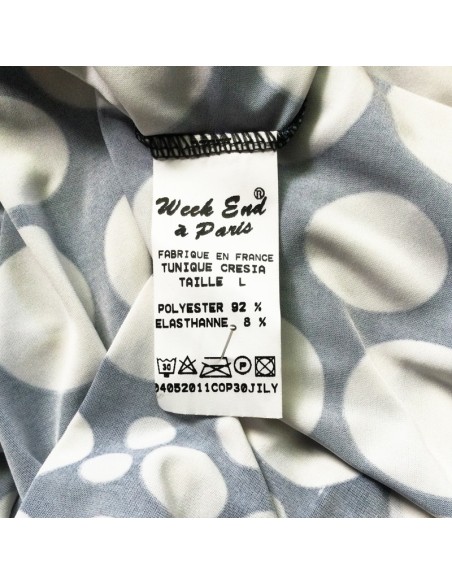 Week End ®
à Paris
FABRIQUE EN FRANCE
TUNIQUE CRESIA
TAILLE L
POLYESTER 92 %
ELASTHANNE 8 %
30 P
04052011COP30JILY